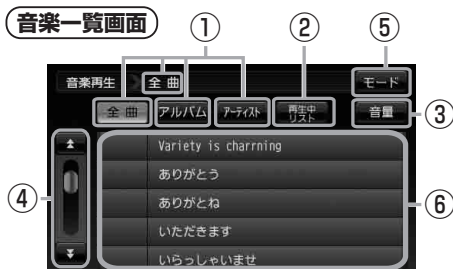 音楽一覧画面
① ② ⑤
音楽再生 全曲 モード
全曲 アルバム アーティスト 再生中リスト 音量 ③
Variety is charrning
ありがとう
④ ありがとね ⑥
いただきます
いらっしゃいませ